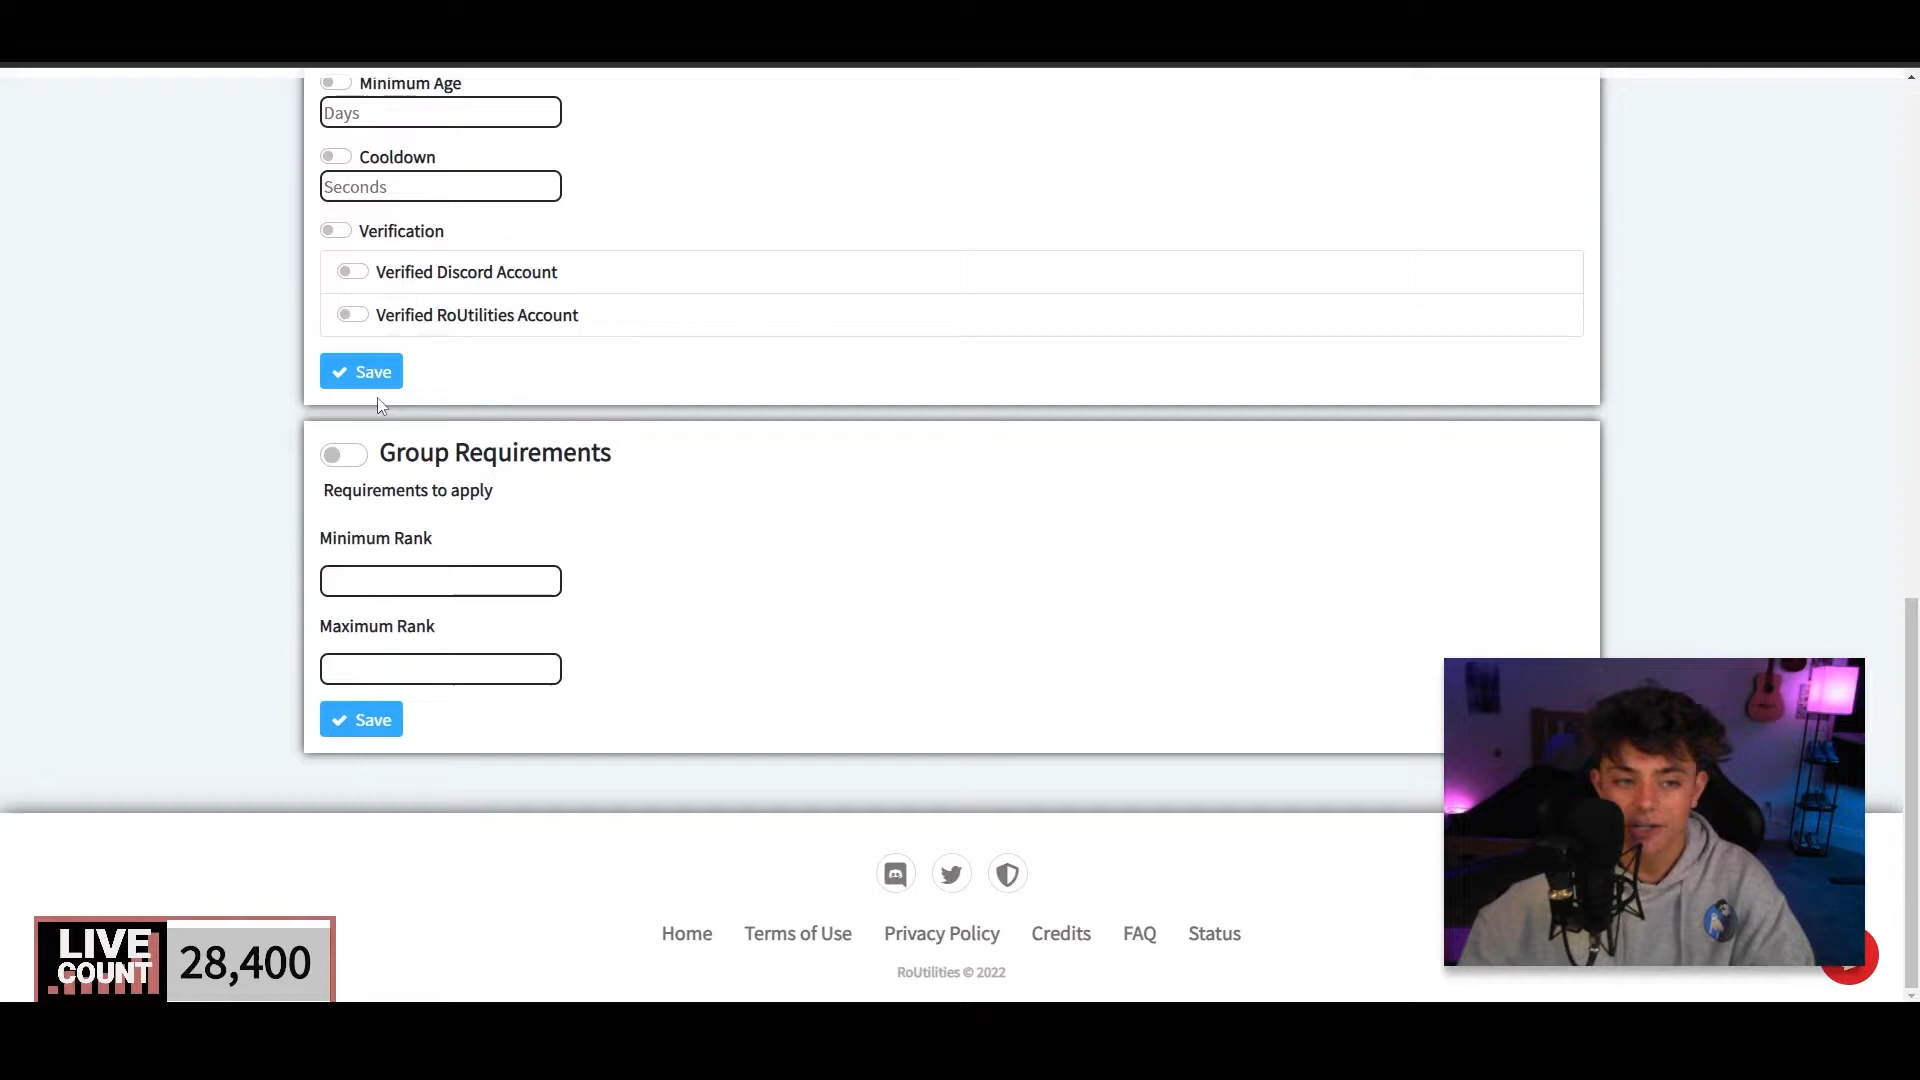 Minimum Age
Days
Cooldown
Seconds
Verification
Verified Discord Account
Verified RoUtilities Account
Save
Group Requirements
Requirements to apply
Minimum Rank
Maximum Rank
Save
Home Terms of Use Privacy Policy Credits FAQ Status
RoUtilities © 2022
LIVE
COUNT
28,400